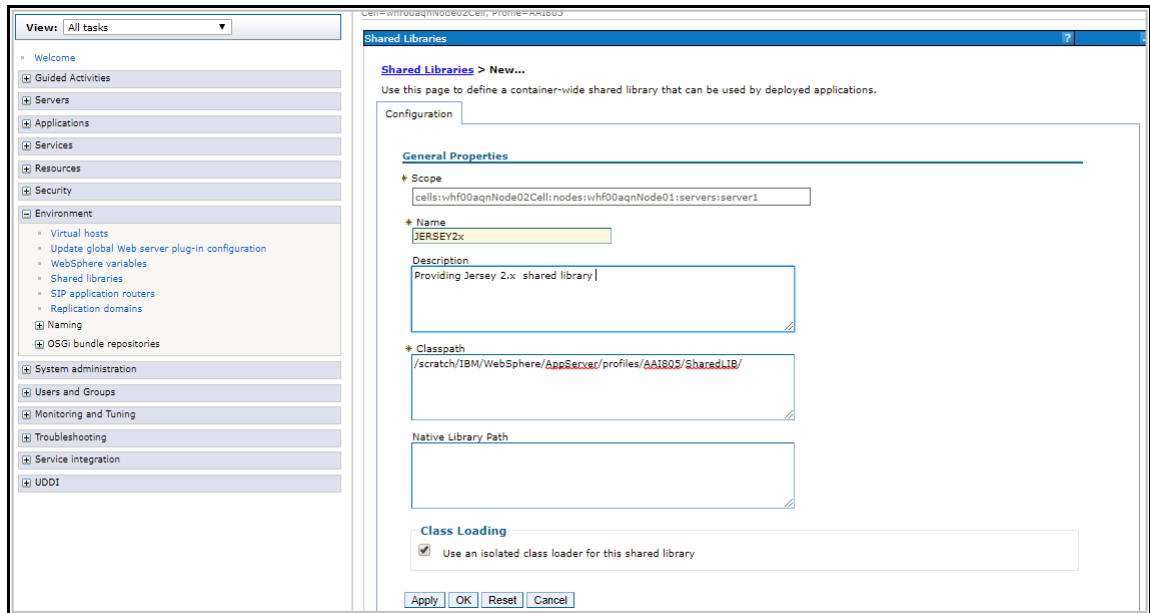 Cell=whf00aqnNode02Cell, Profile=AAI805
View: All tasks
Welcome
Guided Activities
Servers
Applications
Services
Resources
Security
Environment
Virtual hosts
Update global Web server plug-in configuration
WebSphere variables
Shared libraries
SIP application routers
Replication domains
Naming
OSGi bundle repositories
System administration
Users and Groups
Monitoring and Tuning
Troubleshooting
Service integration
UDDI
Shared Libraries ?
Shared Libraries > New...
Use this page to define a container-wide shared library that can be used by deployed applications.
Configuration
General Properties
Scope
cells:whf00aqnNode02Cell:nodes:whf00aqnNode01:servers:server1
* Name
JERSEY2x
Description
Providing Jersey 2.x shared library
* Classpath
/scratch/IBM/WebSphere/AppServer/profiles/AAI805/SharedLIB/
Native Library Path
Class Loading
Use an isolated class loader for this shared library
Apply OK Reset Cancel